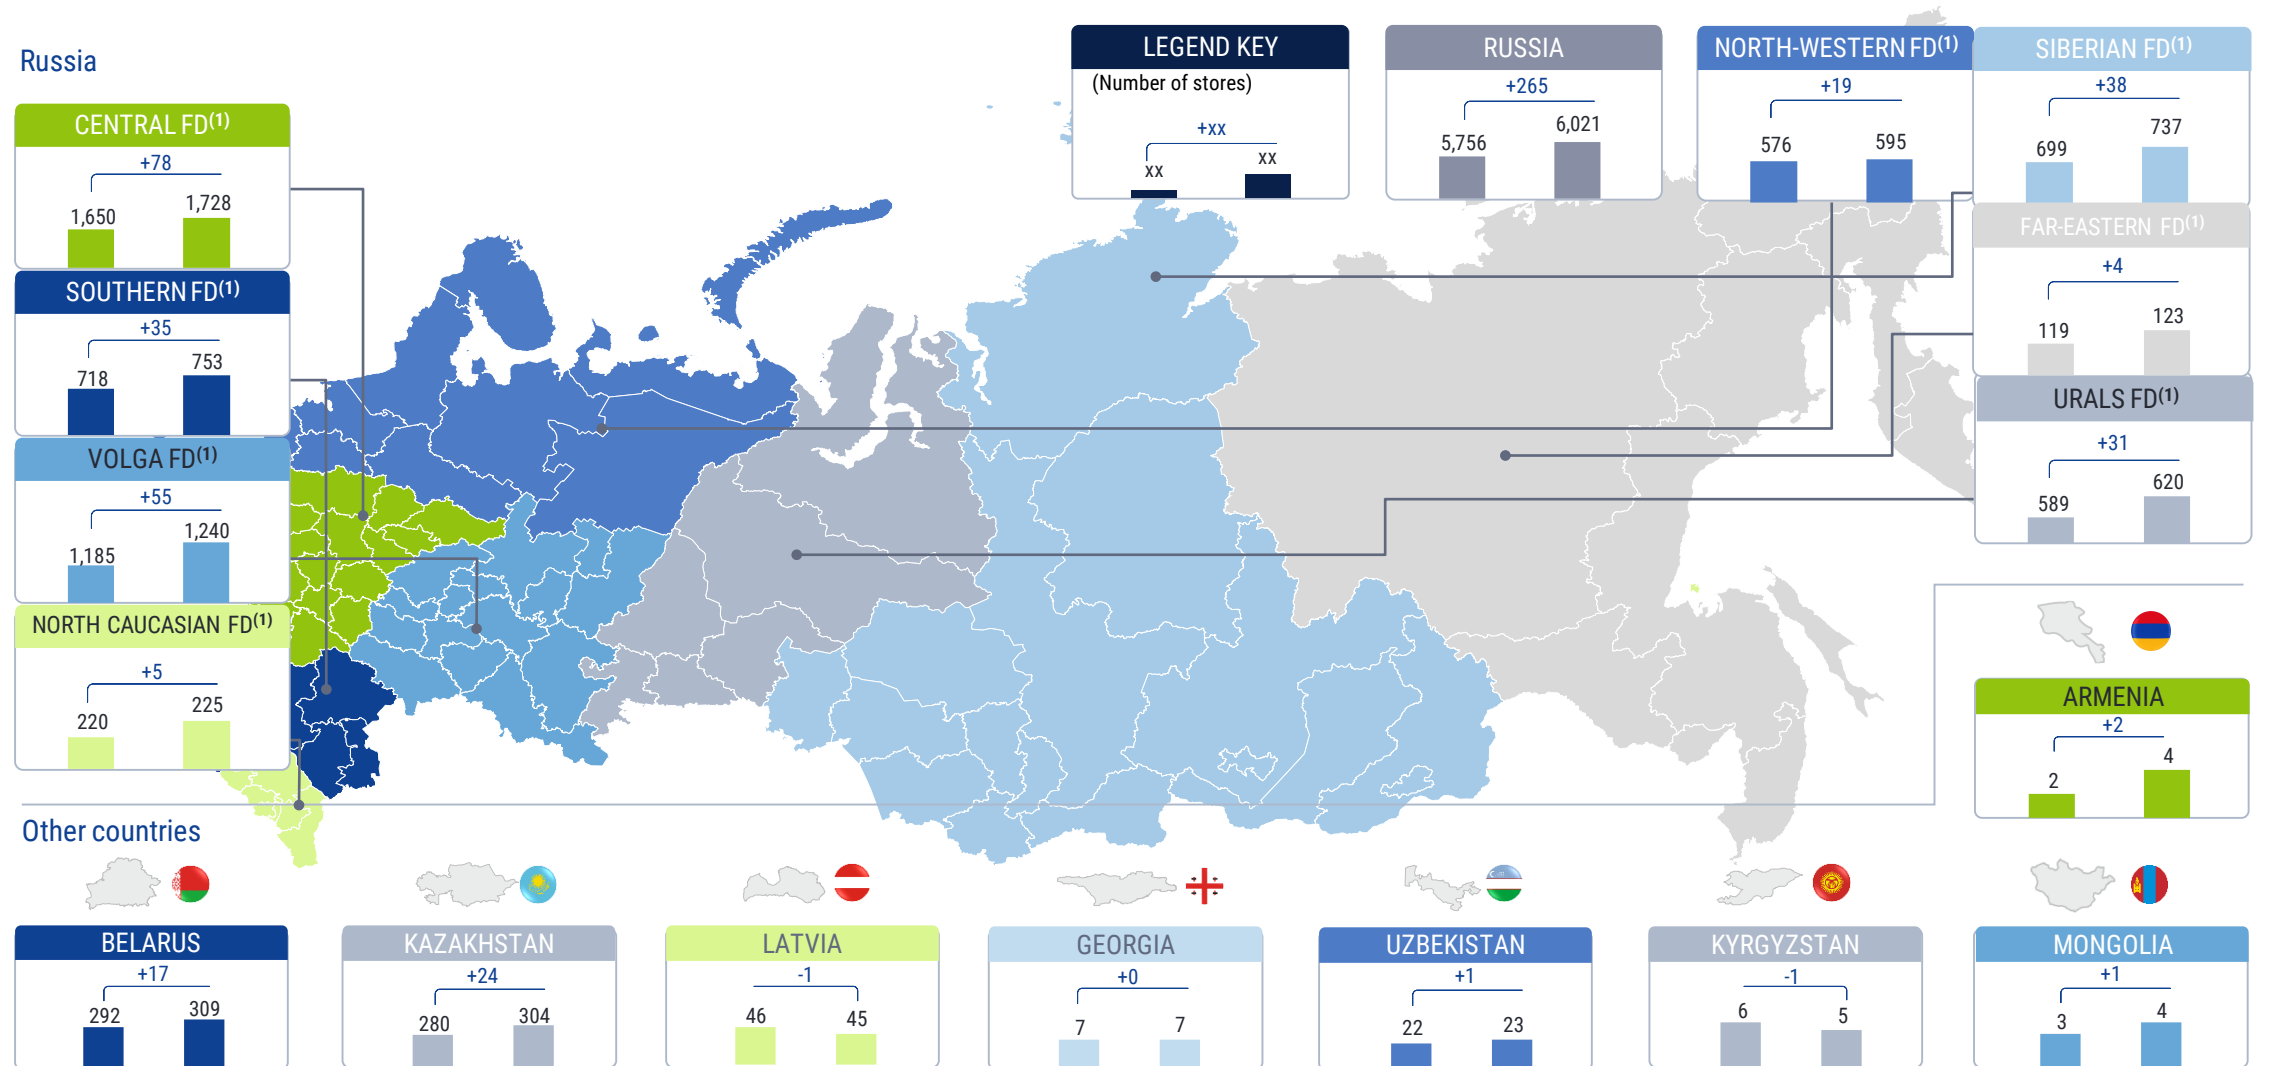 Russia
LEGEND KEY
(Number of stores)
+xx
xx
xx
RUSSIA
+265
5,756
6,021
NORTH-WESTERN FD(1)
+19
576
595
SIBERIAN FD(1)
+38
699
737
CENTRAL FD(1)
+78
1,650
1,728
FAR-EASTERN FD(1)
+4
119
123
SOUTHERN FD(1)
+35
718
753
URALS FD(1)
+31
589
620
VOLGA FD(1)
+55
1,185
1,240
NORTH CAUCASIAN FD(1)
+5
220
225
ARMENIA
+2
2
4
Other countries
BELARUS
+17
292
309
KAZAKHSTAN
+24
280
304
LATVIA
-1
46
45
GEORGIA
+0
7
7
UZBEKISTAN
+1
22
23
KYRGYZSTAN
-1
6
5
MONGOLIA
+1
3
4